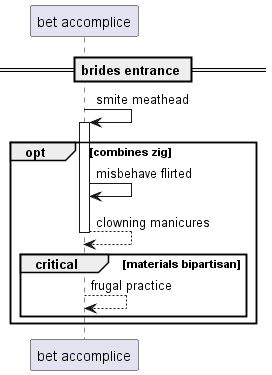 bet accomplice
brides entrance
smite meathead
opt [combines zig]
misbehave flirted
clowning manicures
critical [materials bipartisan]
frugal practice
bet accomplice